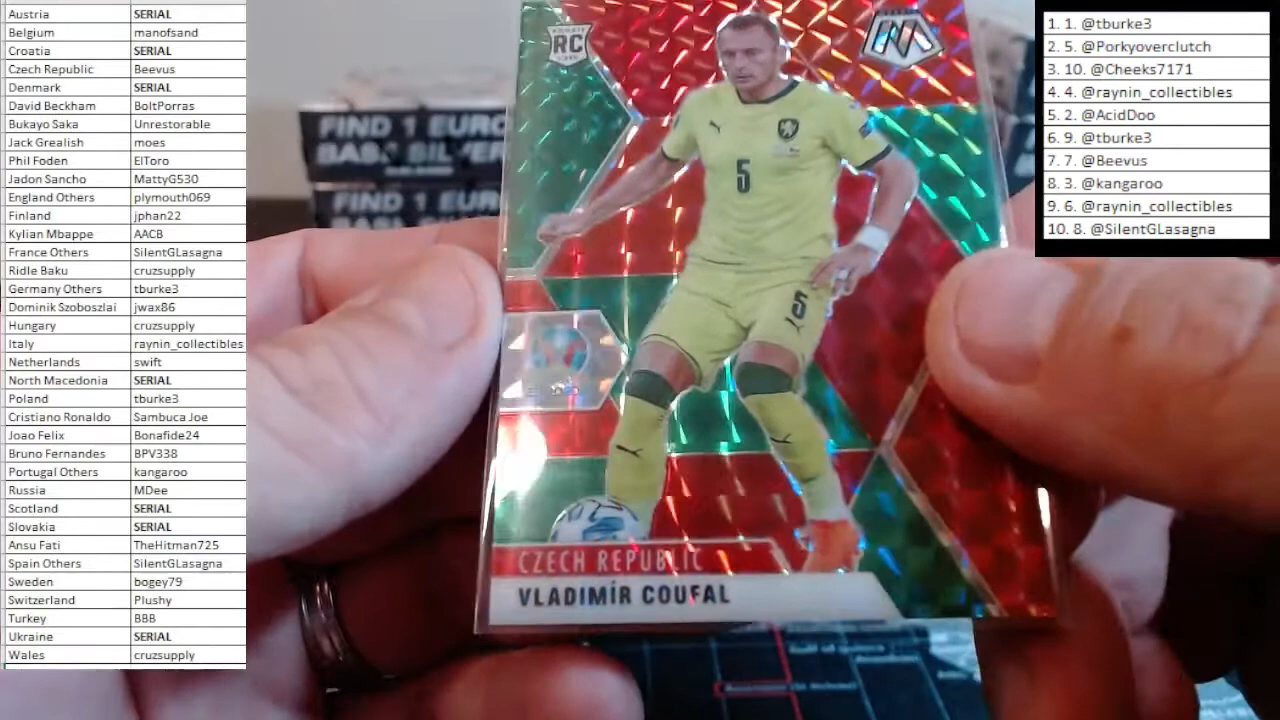 Austria SERIAL
Belgium manofsand
Croatia SERIAL
Czech Republic Beevus
Denmark SERIAL
David Beckham BoltPorras
Bukayo Saka Unrestorable
Jack Grealish moes
Phil Foden ElToro
Jadon Sancho MattyG530
England Others plymouth069
Finland jphan22
Kylian Mbappe AACB
France Others SilentGLasagna
Ridle Baku cruzsupply
Germany Others tburke3
Dominik Szoboszlai jwax86
Hungary cruzsupply
Italy raynin_collectibles
Netherlands swift
North Macedonia SERIAL
Poland tburke3
Cristiano Ronaldo Sambuca Joe
Joao Felix Bonafide24
Bruno Fernandes BPV338
Portugal Others kangaroo
Russia MDee
Scotland SERIAL
Slovakia SERIAL
Ansu Fati TheHitman725
Spain Others SilentGLasagna
Sweden bogey79
Switzerland Plushy
Turkey BBB
Ukraine SERIAL
Wales cruzsupply
FIND 1 EURO
FIND 1 EURO
RC
5
5
CZECH REPUBLIC
VLADIMÍR COUFAL
1. 1. @tburke3
2. 5. @Porkyoverclutch
3. 10. @Cheeks7171
4. 4. @raynin_collectibles
5. 2. @AcidDoo
6. 9. @tburke3
7. 7. @Beevus
8. 3. @kangaroo
9. 6. @raynin_collectibles
10. 8. @SilentGLasagna